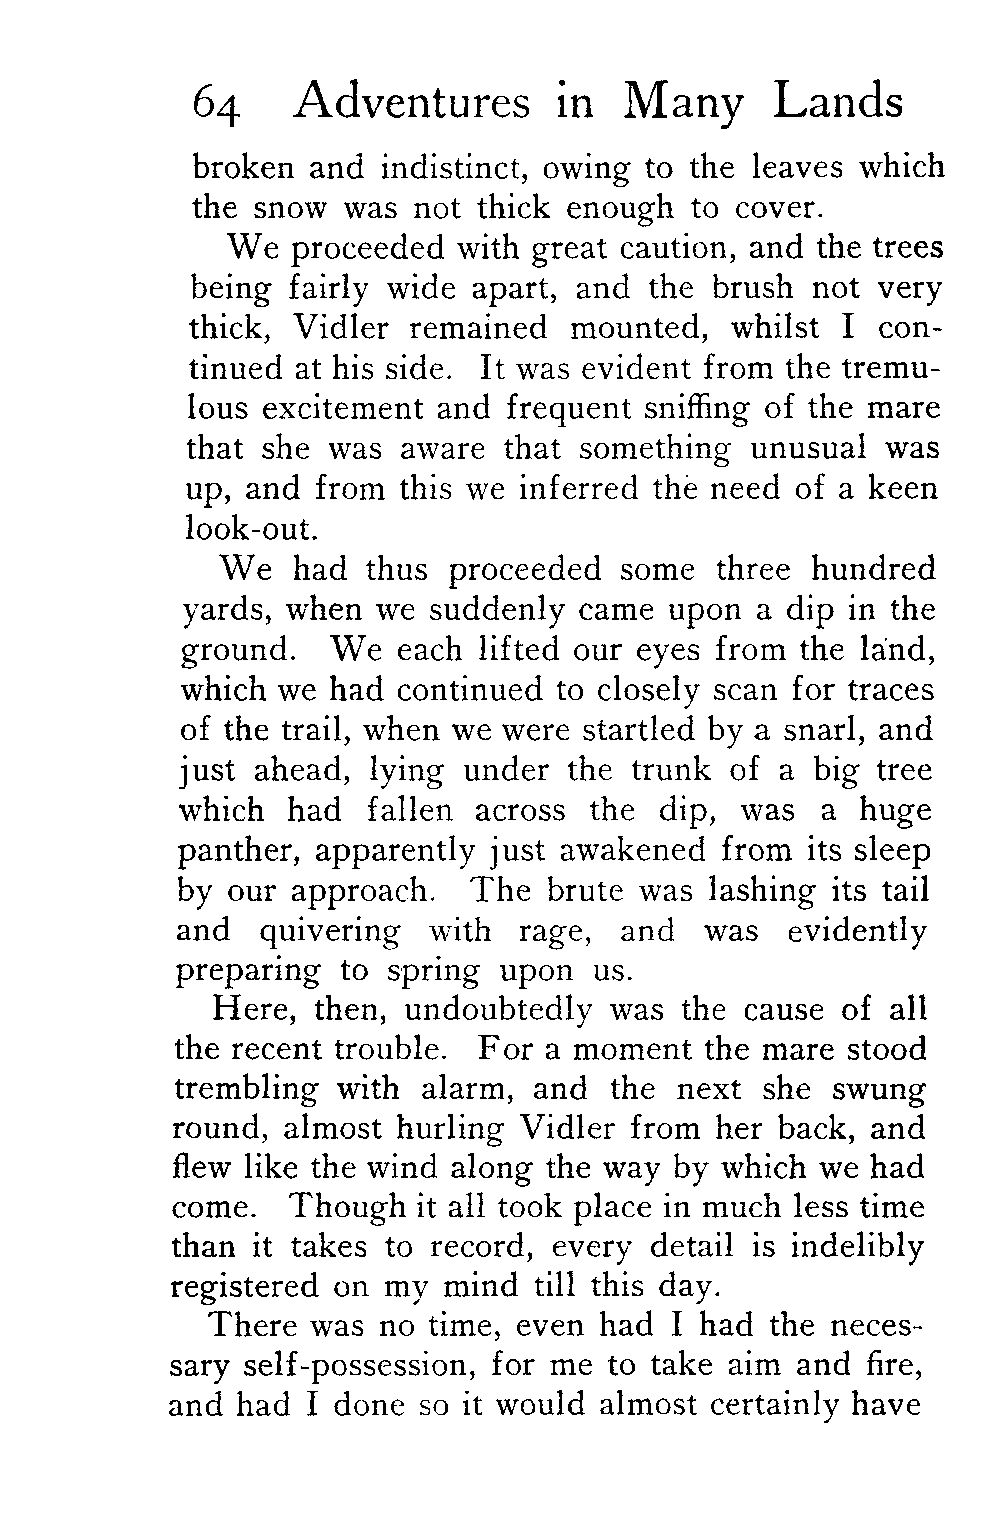 64 Adventures in Many Lands
broken and indistinct, owing to the leaves which
the snow was not thick enough to cover.
We proceeded with great caution, and the trees
being fairly wide apart, and the brush not very
thick, Vidler remained mounted, whilst I con-
tinued at his side. It was evident from the tremu-
lous excitement and frequent sniffing of the mare
that she was aware that something unusual was
up, and from this we inferred the need of a keen
look-out.
We had thus proceeded some three hundred
yards, when we suddenly came upon a dip in the
ground. We each lifted our eyes from the land,
which we had continued to closely scan for traces
of the trail, when we were startled by a snarl, and
just ahead, lying under the trunk of a big tree
which had fallen across the dip, was a huge
panther, apparently just awakened from its sleep
by our approach. The brute was lashing its tail
and quivering with rage, and was evidently
preparing to spring upon us.
Here, then, undoubtedly was the cause of all
the recent trouble. For a moment the mare stood
trembling with alarm, and the next she swung
round, almost hurling Vidler from her back, and
flew like the wind along the way by which we had
come. Though it all took place in much less time
than it takes to record, every detail is indelibly
registered on my mind till this day.
There was no time, even had I had the neces-
sary self-possession, for me to take aim and fire,
and had I done so it would almost certainly have